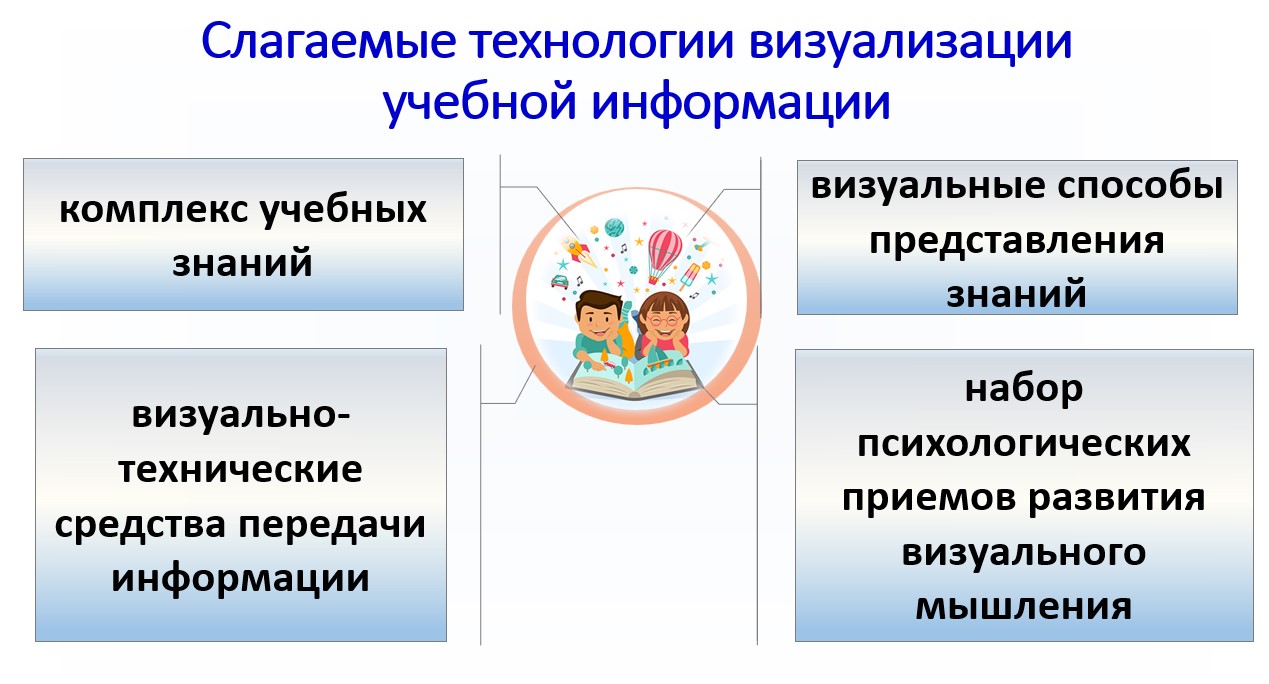 Слагаемые технологии визуализации
учебной информации
комплекс учебных
знаний
визуальные способы
представления
знаний
визуально-
технические
средства передачи
информации
набор
психологических
приемов развития
визуального
мышления